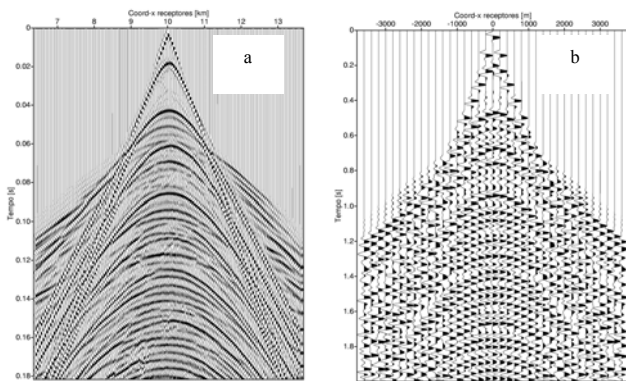 Coord-x receptores [km]
7 8 9 10 11 12 13
a
Tempo [s]
0
0.02
0.04
0.06
0.08
0.10
0.12
0.14
0.16
0.18
Coord-x receptores [m]
-3000 -2000 -1000 0 1000 2000 3000
b
Tempo [s]
0
0.2
0.4
0.6
0.8
1.0
1.2
1.4
1.6
1.8